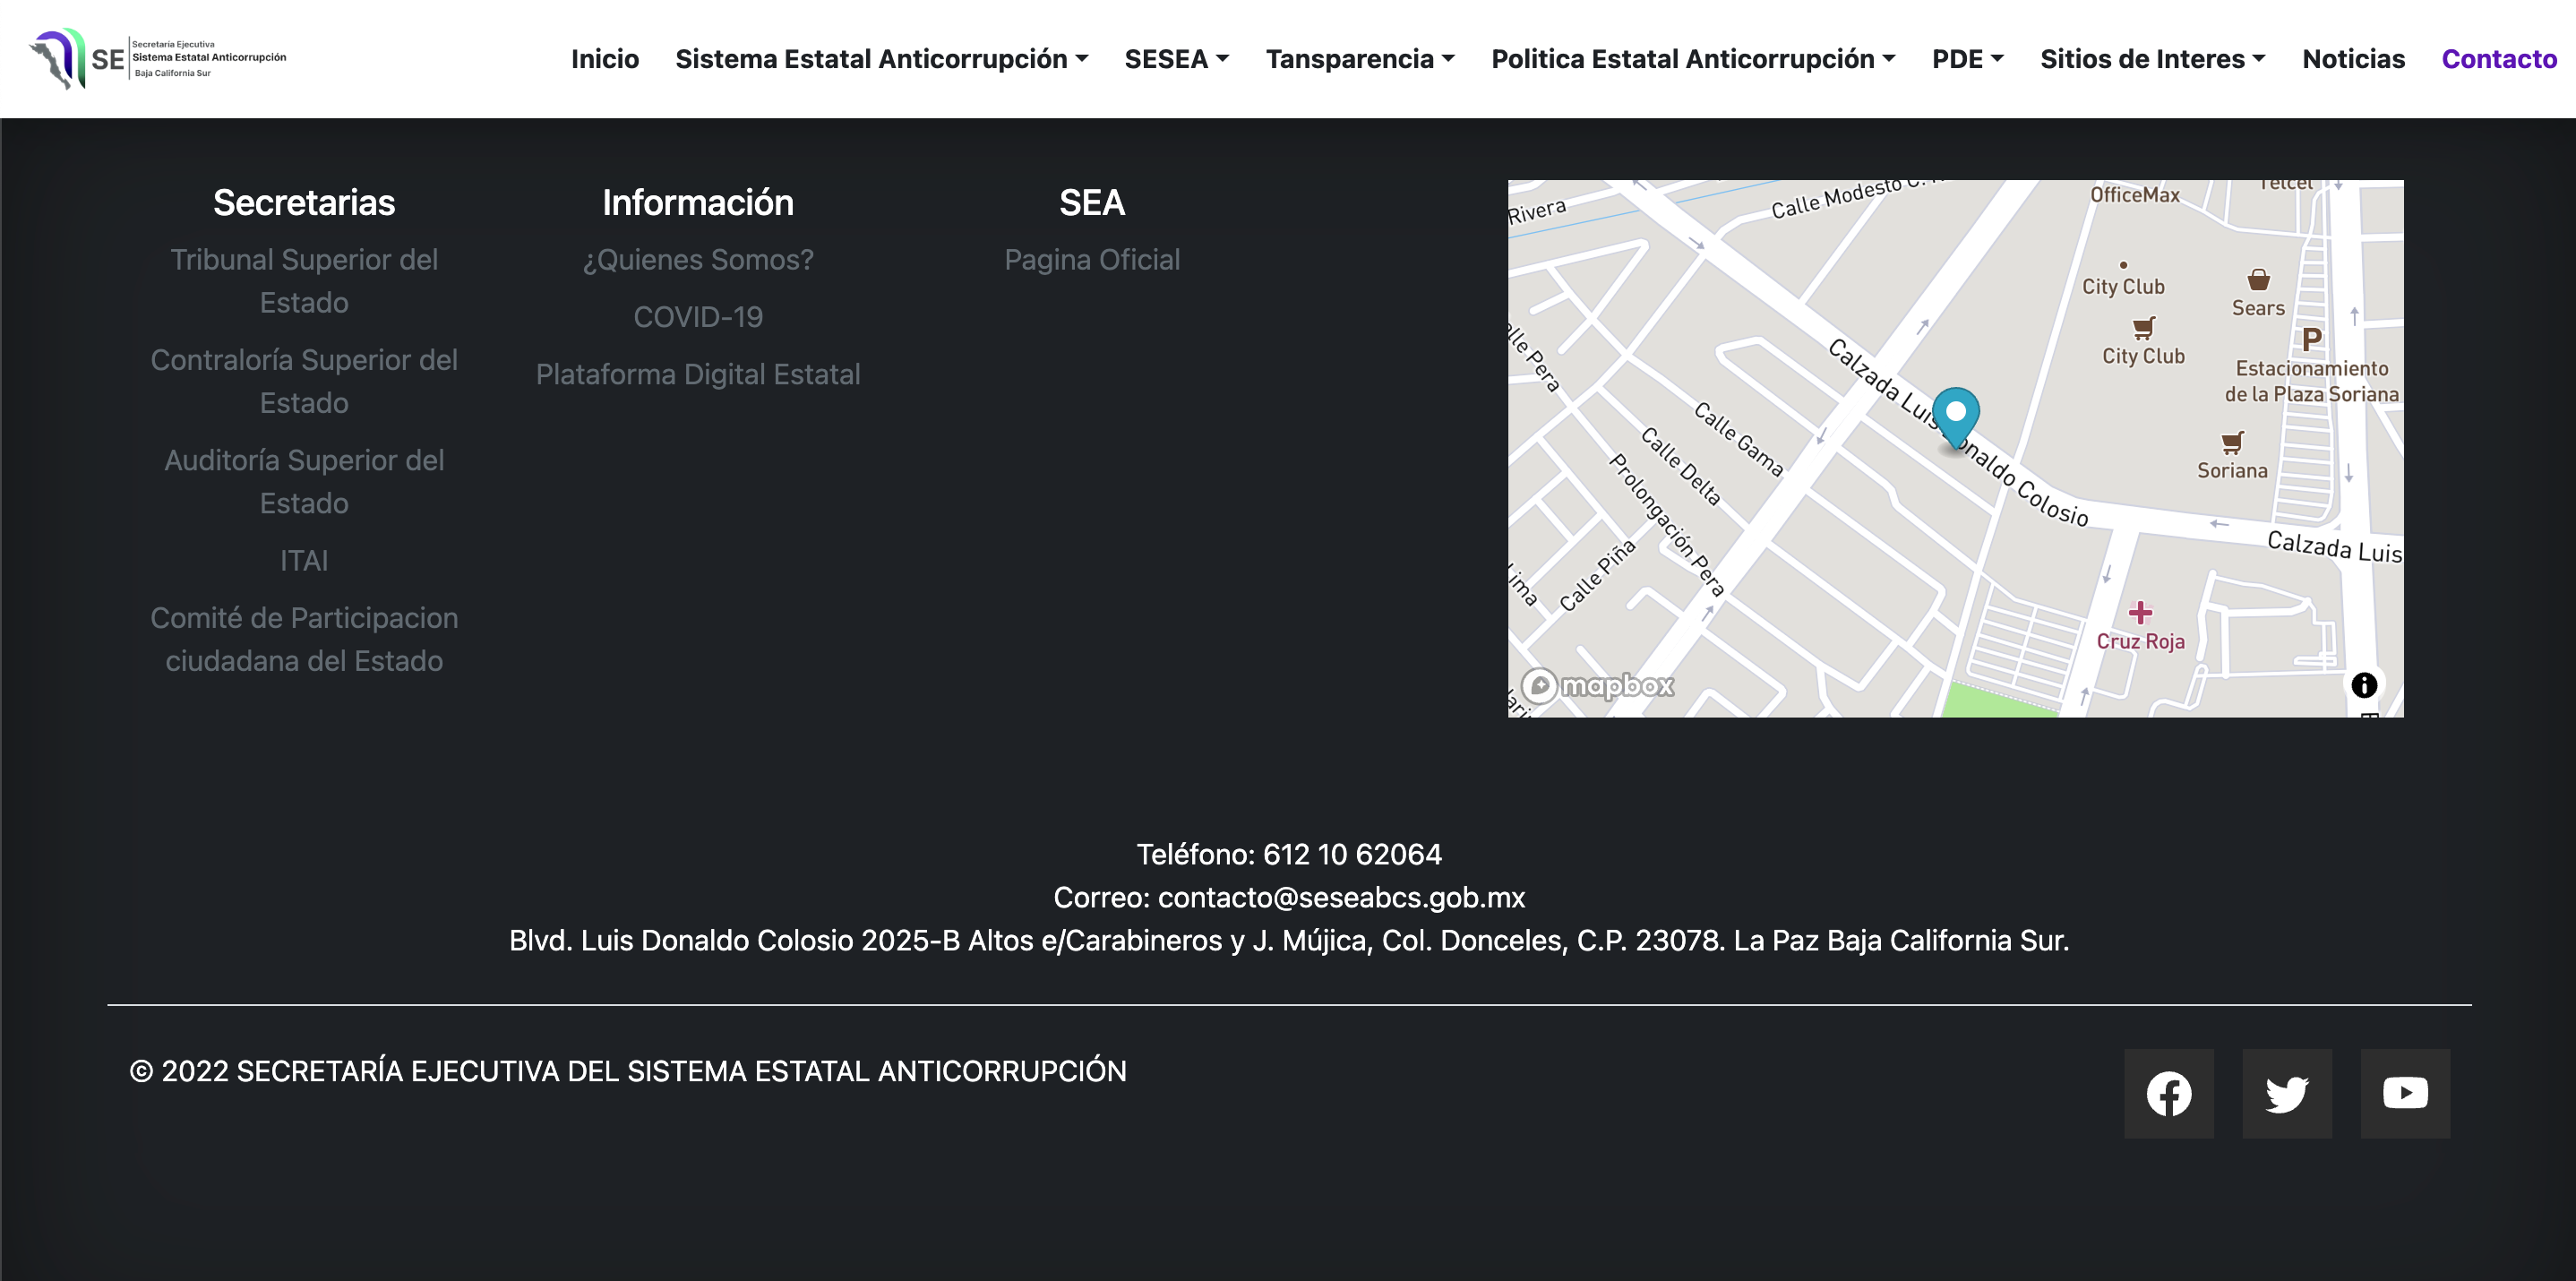 SE
Secretaría Ejecutiva
Sistema Estatal Anticorrupción
Baja California Sur
Inicio
Sistema Estatal Anticorrupción
SESEA
Tansparencia
Politica Estatal Anticorrupción
PDE
Sitios de Interes
Noticias
Contacto
Secretarias
Tribunal Superior del
Estado
Contraloría Superior del
Estado
Auditoría Superior del
Estado
ITAI
Comité de Participacion
ciudadana del Estado
Información
¿Quienes Somos?
COVID-19
Plataforma Digital Estatal
SEA
Pagina Oficial
Rivera
Calle Modesto C.
OfficeMax
Telcel
City Club
Sears
City Club
P
Estacionamiento
de la Plaza Soriana
Soriana
Calzada Luis Donaldo Colosio
Calle Pera
Calle Gama
Calle Delta
Prolongación Pera
Calle Piña
Lima
Calzada Luis
Cruz Roja
mapbox
Teléfono: 612 10 62064
Correo: contacto@seseabcs.gob.mx
Blvd. Luis Donaldo Colosio 2025-B Altos e/Carabineros y J. Mújica, Col. Donceles, C.P. 23078. La Paz Baja California Sur.
© 2022 SECRETARÍA EJECUTIVA DEL SISTEMA ESTATAL ANTICORRUPCIÓN